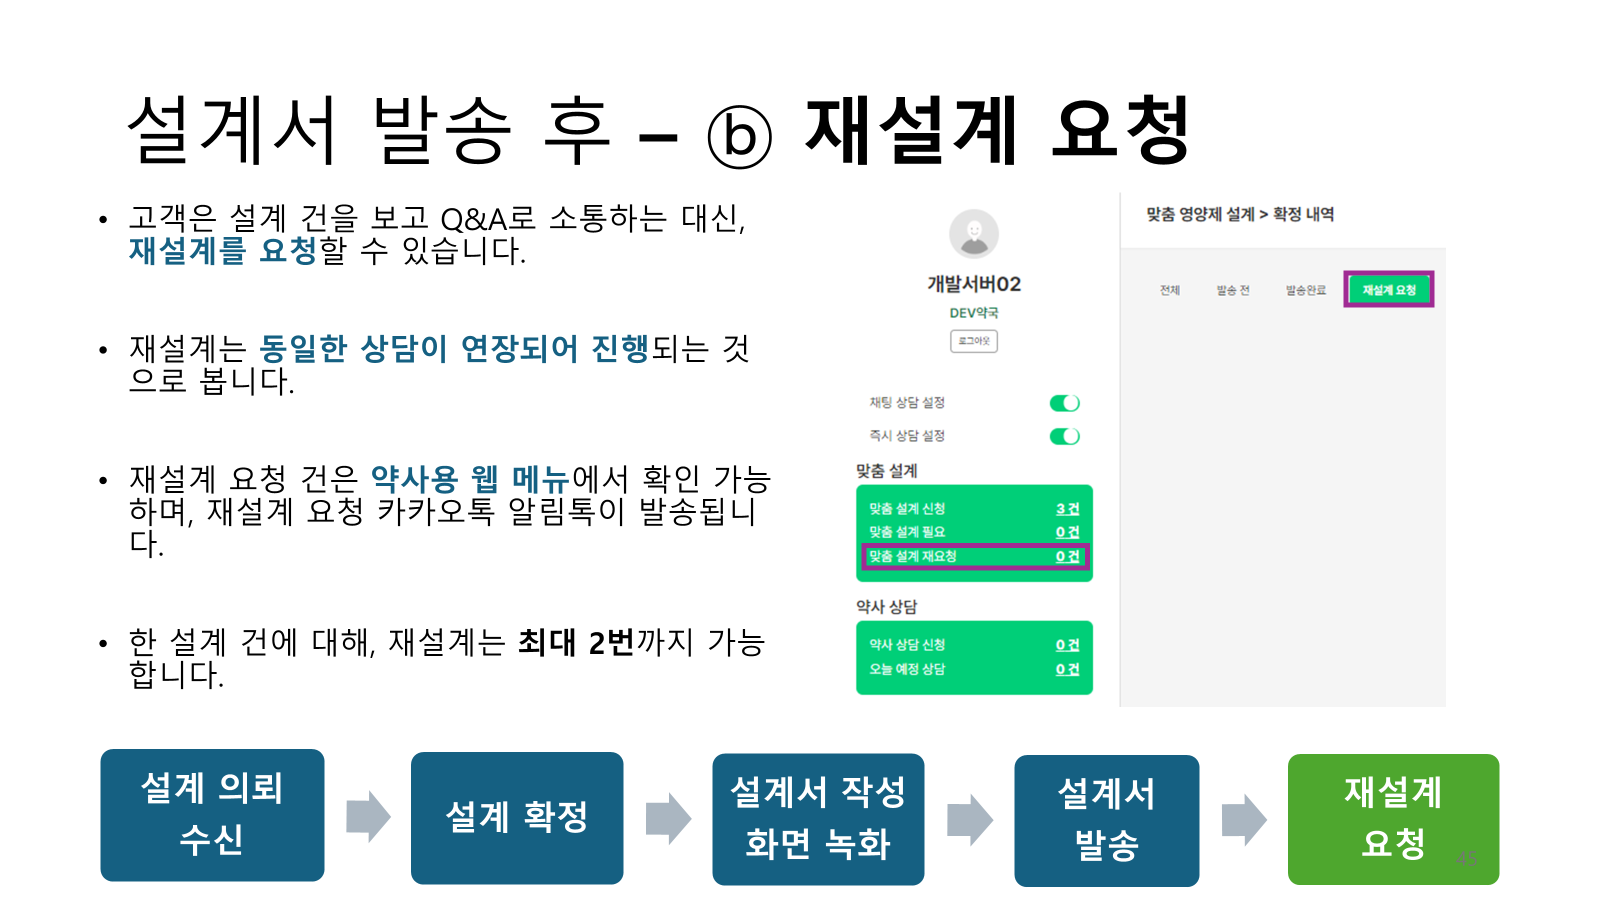 설계서 발송 후 – ⓑ 재설계 요청
• 고객은 설계 건을 보고 Q&A로 소통하는 대신,
재설계를 요청할 수 있습니다.
• 재설계는 동일한 상담이 연장되어 진행되는 것
으로 봅니다.
• 재설계 요청 건은 약사용 웹 메뉴에서 확인 가능
하며, 재설계 요청 카카오톡 알림톡이 발송됩니
다.
• 한 설계 건에 대해, 재설계는 최대 2번까지 가능
합니다.
개발서버02
DEV약국
로그아웃
채팅 상담 설정
즉시 상담 설정
맞춤 설계
맞춤 설계 신청 3 건
맞춤 설계 필요 0 건
맞춤 설계 재요청 0 건
약사 상담
약사 상담 신청 0 건
오늘 예정 상담 0 건
맞춤 영양제 설계 > 확정 내역
전체 발송 전 발송완료 재설계 요청
설계 의뢰
수신
설계 확정
설계서 작성
화면 녹화
설계서
발송
재설계
요청
45